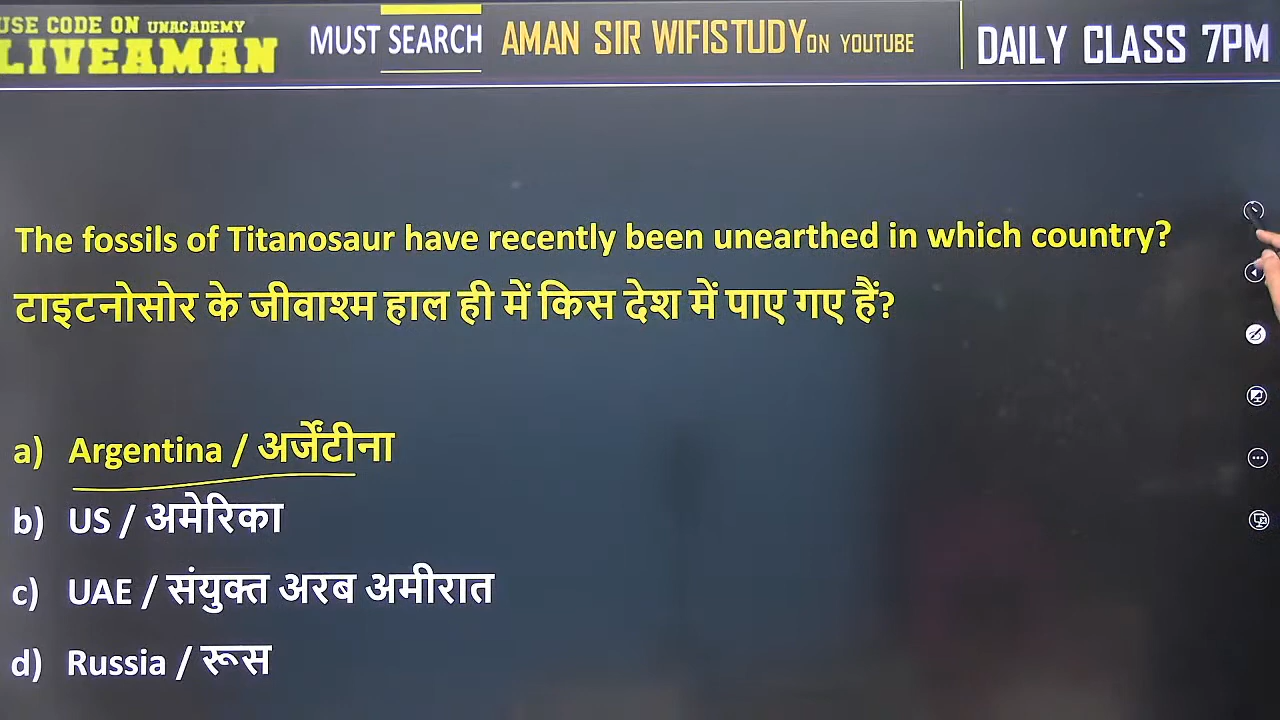 USE CODE ON UNACADEMY
LIVEAMAN
MUST SEARCH
AMAN SIR WIFISTUDY ON YOUTUBE
DAILY CLASS 7PM
The fossils of Titanosaur have recently been unearthed in which country?
टाइटनोसोर के जीवाश्म हाल ही में किस देश में पाए गए हैं?
a) Argentina / अर्जेंटीना
b) US / अमेरिका
c) UAE / संयुक्त अरब अमीरात
d) Russia / रूस